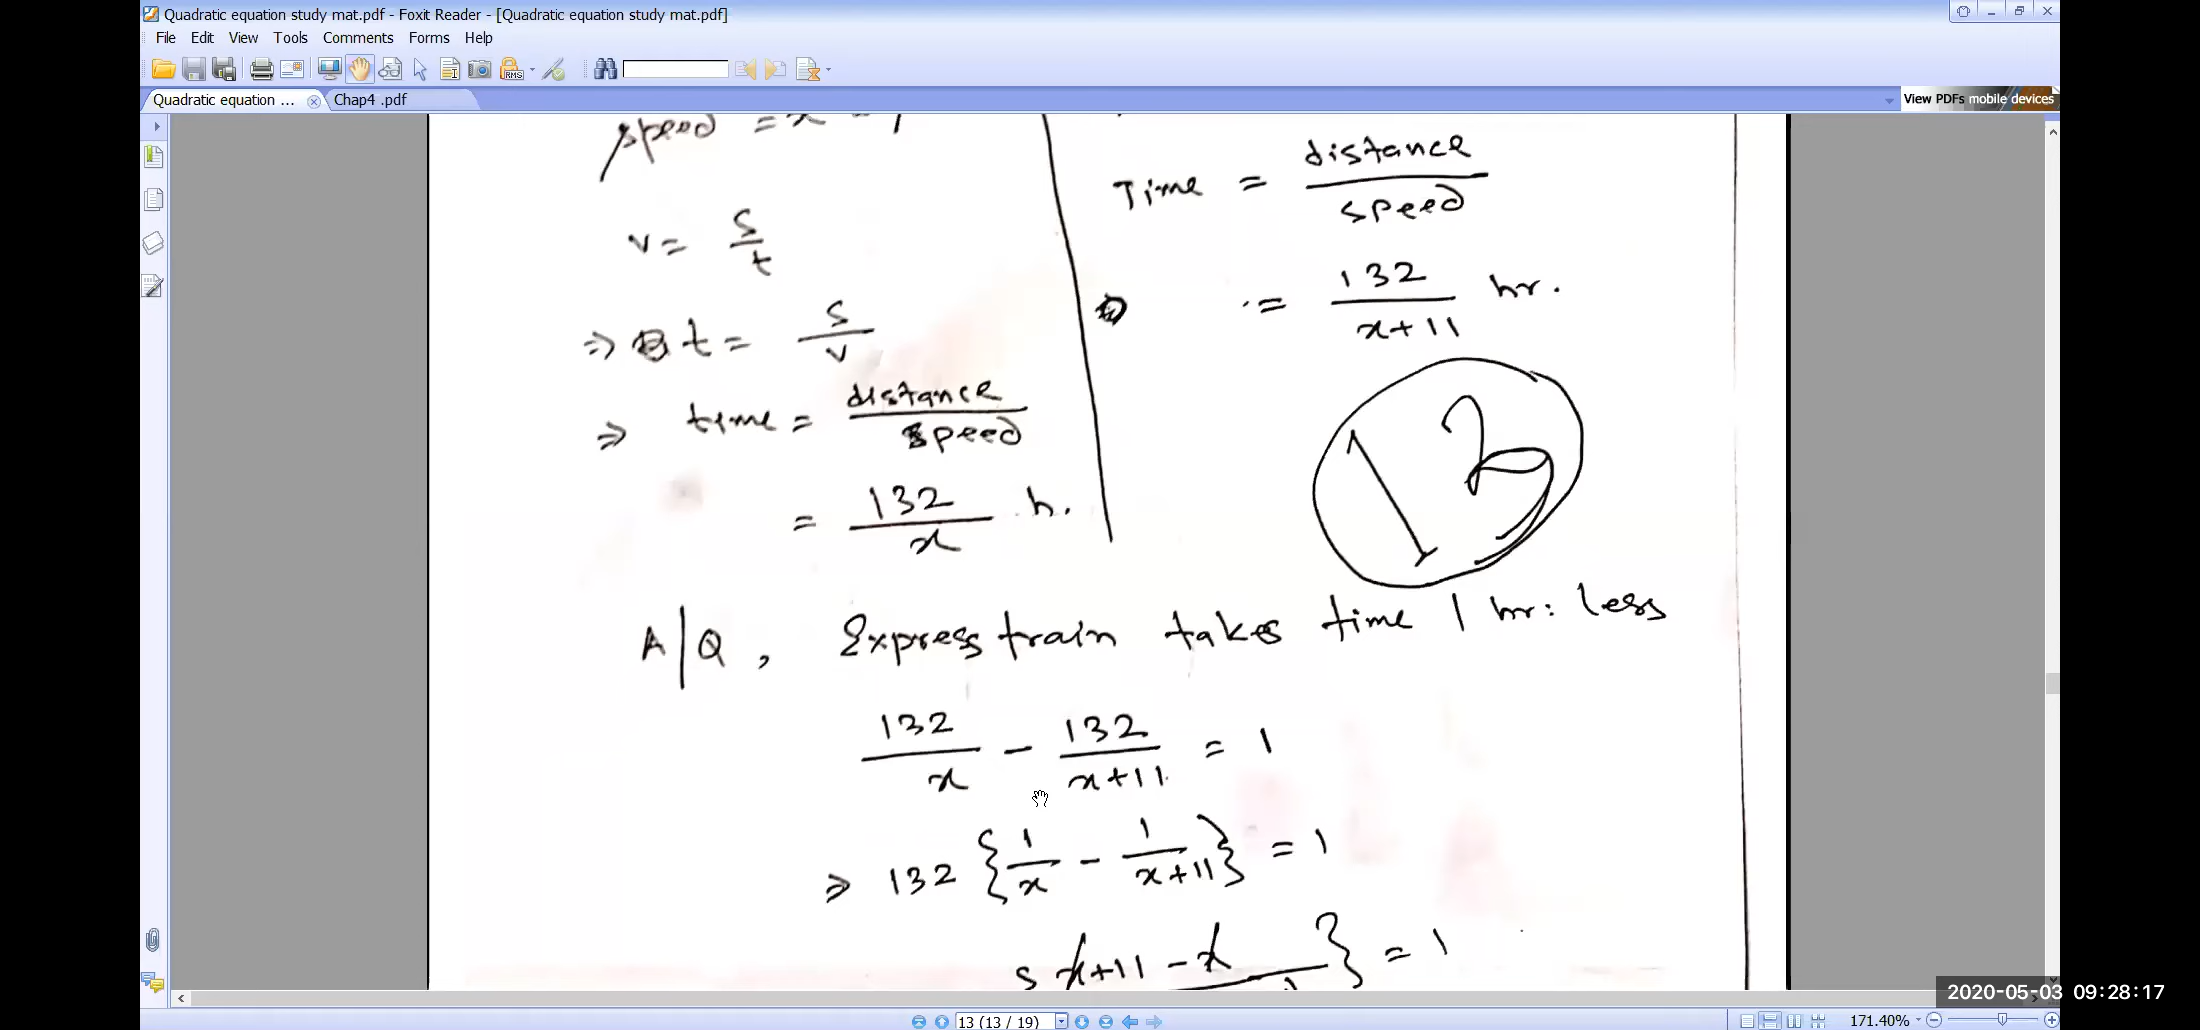 Quadratic equation study mat.pdf - Foxit Reader - [Quadratic equation study mat.pdf]
File Edit View Tools Comments Forms Help
Quadratic equation ... Chap4 .pdf
View PDFs mobile devices
speed = x
v = s/t
⇒ t = s/v
⇒ time = distance/speed
= 132/x h.
Time = distance/speed
= 132/x+11 hr.
13
A/Q, Express train takes time 1 hr: less
132/x - 132/x+11 = 1
⇒ 132 {1/x - 1/x+11} = 1
x+11-x } = 1
2020-05-03 09:28:17
13 (13 / 19)
171.40%